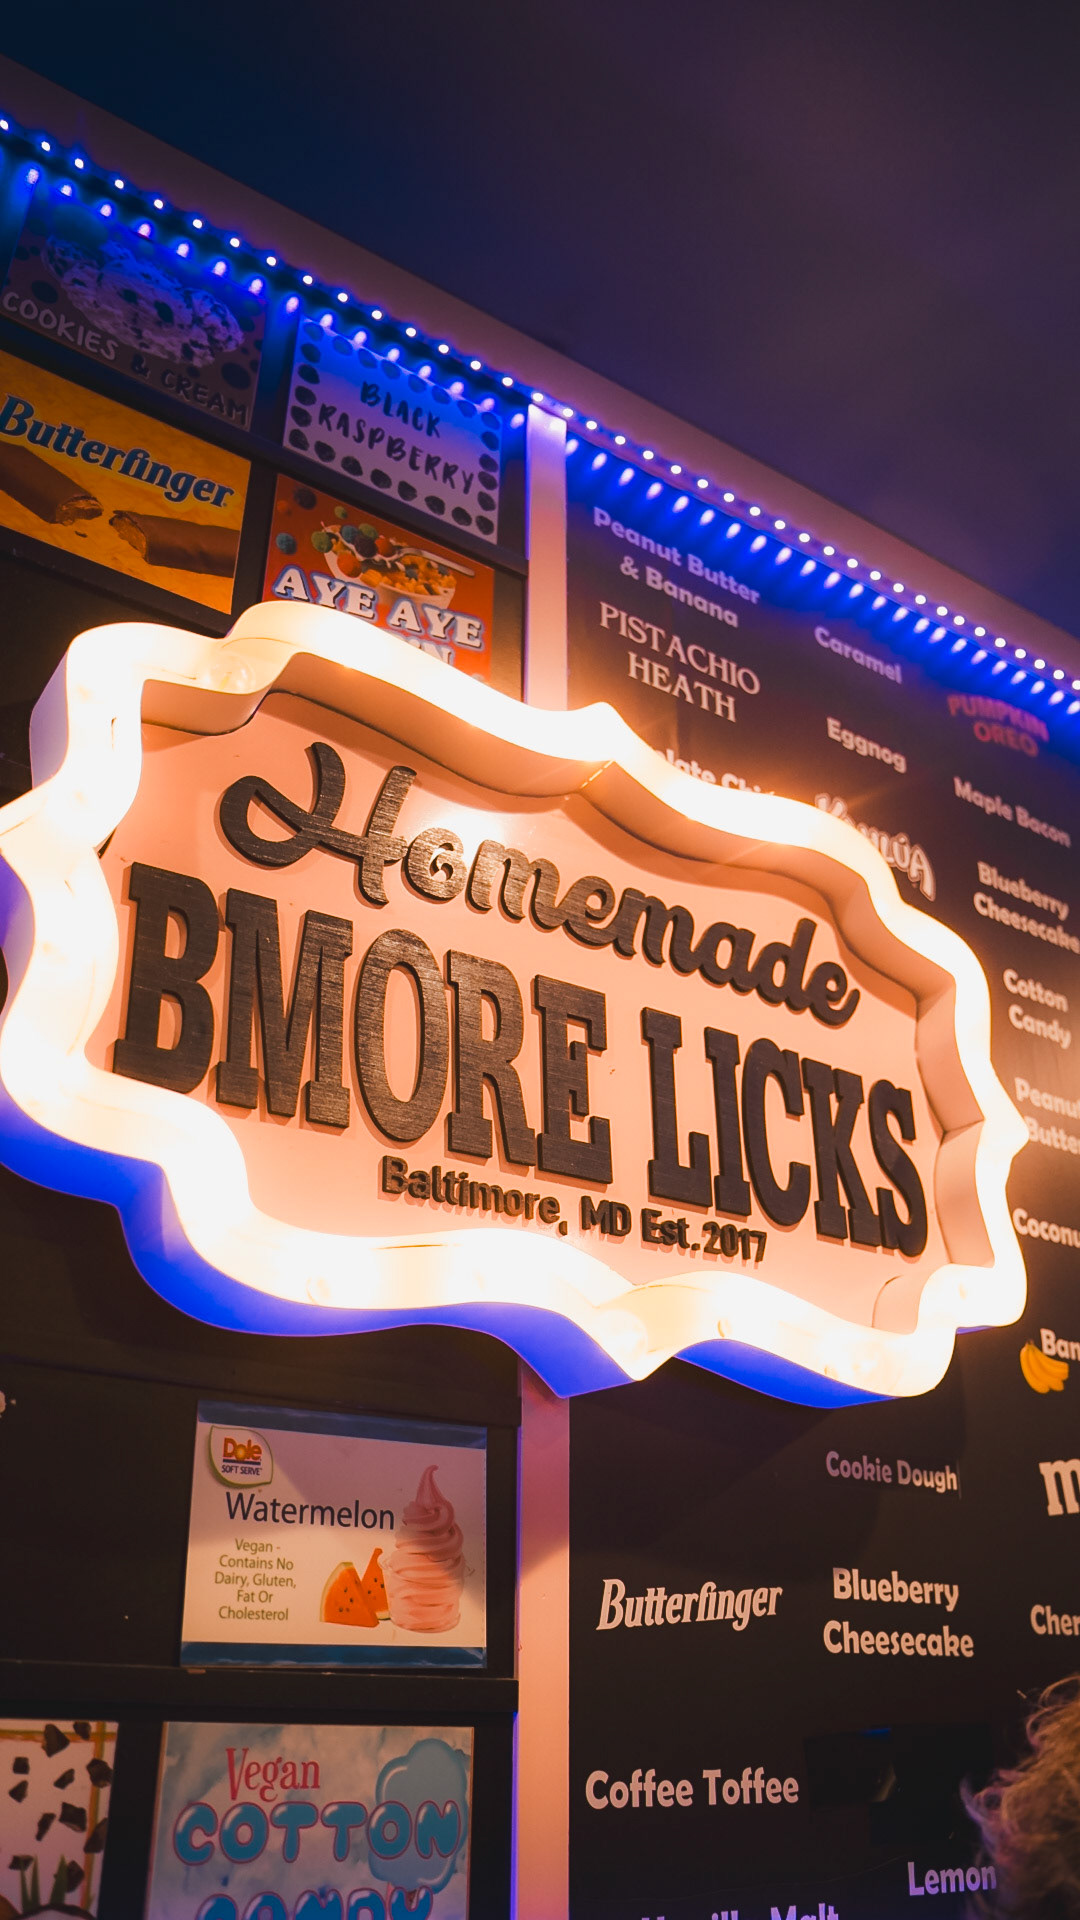 COOKIES & CREAM
BLACK
RASPBERRY
Butterfinger
AYE AYE
Peanut Butter
& Banana
PISTACHIO
HEATH
Caramel
Eggnog
PUMPKIN
OREO
Maple Bacon
Blueberry
Cheesecake
Cotton
Candy
Homemade
BMORE LICKS
Baltimore, MD Est. 2017
Dole
SOFT SERVE
Watermelon
Vegan -
Contains No
Dairy, Gluten,
Fat Or
Cholesterol
Vegan
COTTON
CANDY
Cookie Dough
Butterfinger
Blueberry
Cheesecake
Coffee Toffee
Lemon
Malt